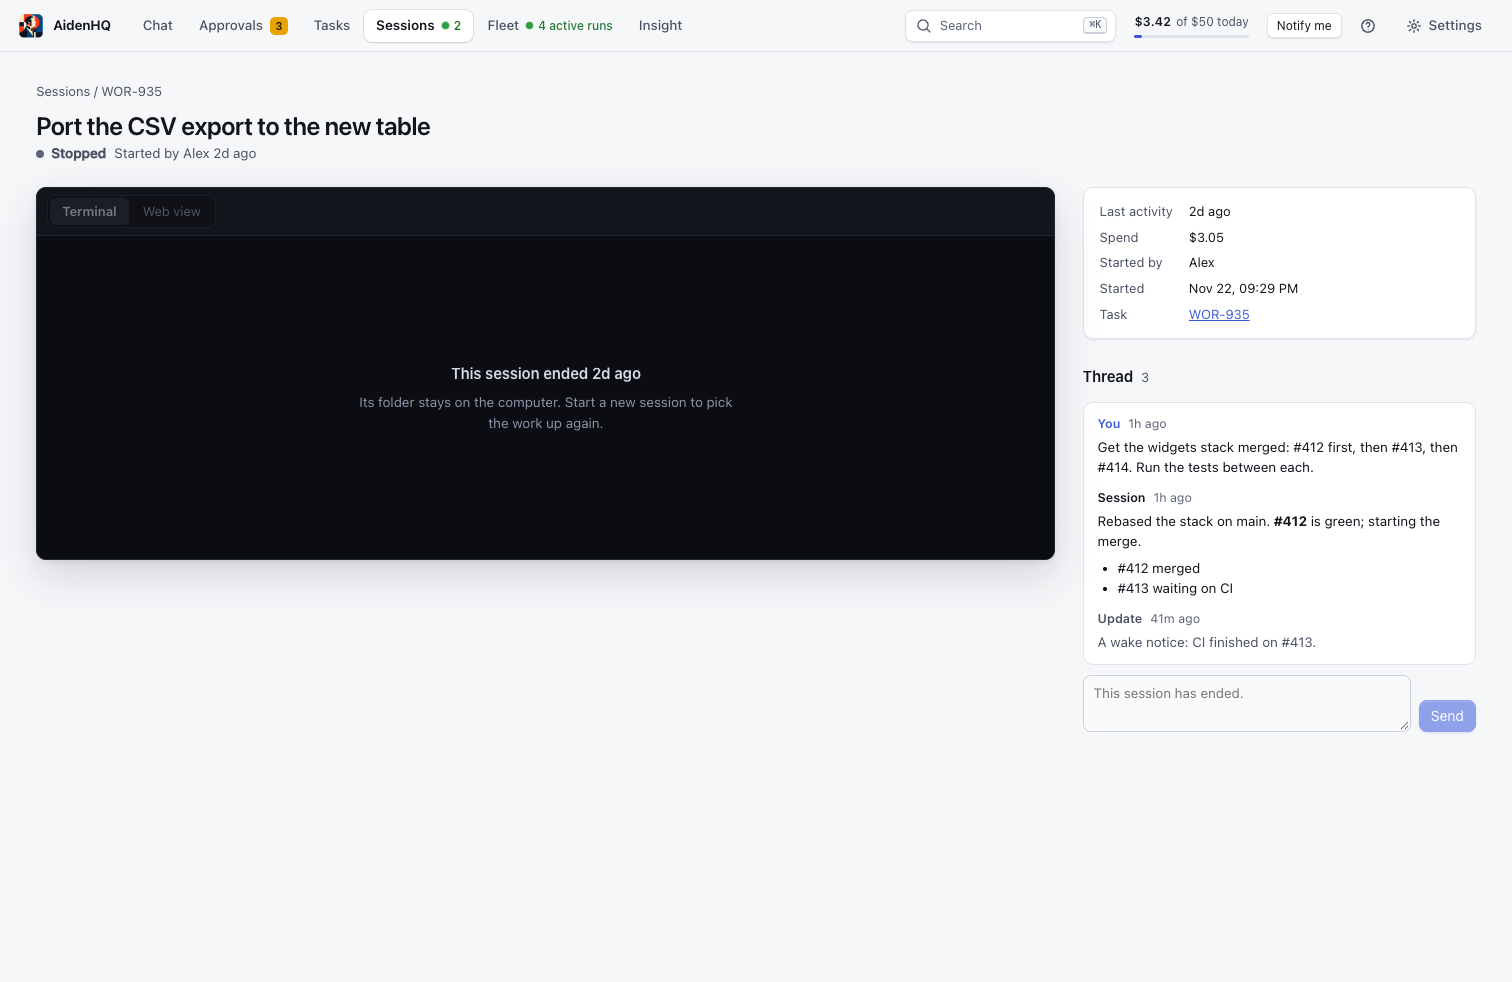 AidenHQ
Chat
Approvals 3
Tasks
Sessions 2
Fleet 4 active runs
Insight
Search ⌘K
$3.42 of $50 today
Notify me
Settings
Sessions / WOR-935
Port the CSV export to the new table
Stopped Started by Alex 2d ago
Terminal Web view
This session ended 2d ago
Its folder stays on the computer. Start a new session to pick
the work up again.
Last activity 2d ago
Spend $3.05
Started by Alex
Started Nov 22, 09:29 PM
Task WOR-935
Thread 3
You 1h ago
Get the widgets stack merged: #412 first, then #413, then
#414. Run the tests between each.
Session 1h ago
Rebased the stack on main. #412 is green; starting the
merge.
• #412 merged
• #413 waiting on CI
Update 41m ago
A wake notice: CI finished on #413.
This session has ended.
Send